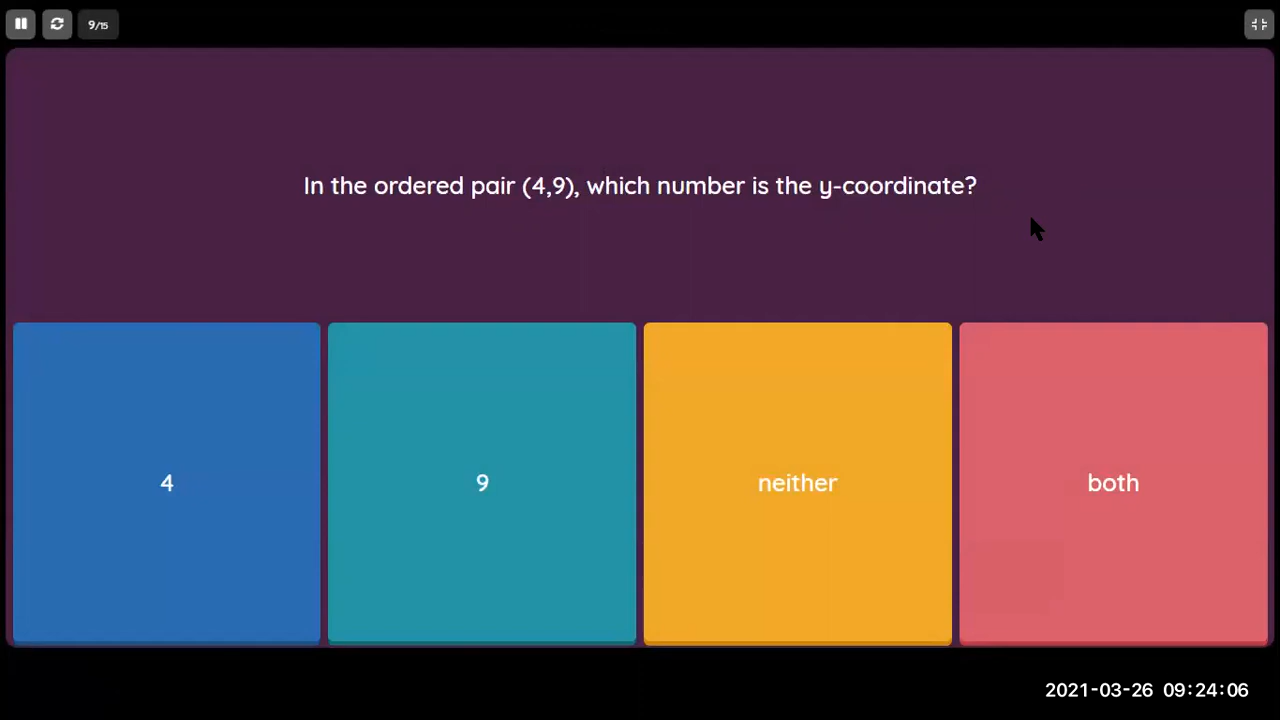 9/15
In the ordered pair (4,9), which number is the y-coordinate?
4
9
neither
both
2021-03-26 09:24:06